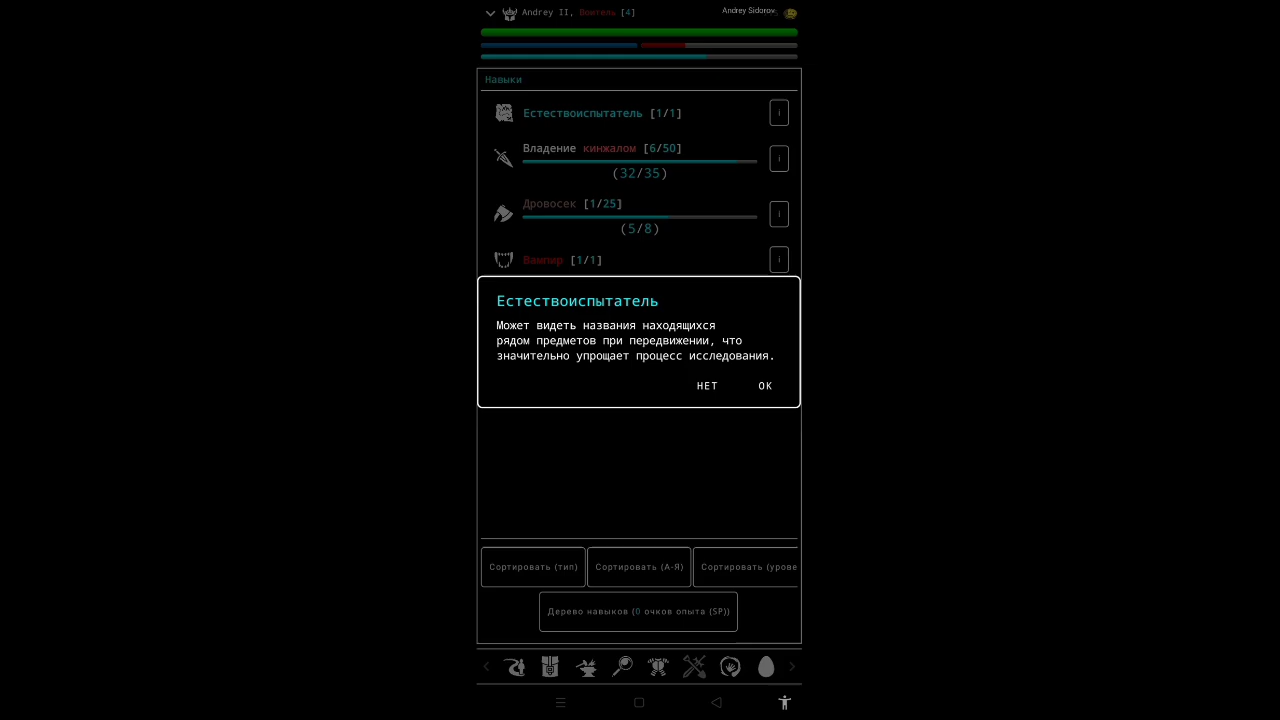 Andrey II, Воитель [4]
Andrey Sidorov
Навыки
Естествоиспытатель [1/1]
i
Владение кинжалом [6/50]
i
(32/35)
Дровосек [1/25]
i
(5/8)
Вампир [1/1]
i
Естествоиспытатель
Может видеть названия находящихся
рядом предметов при передвижении, что
значительно упрощает процесс исследования.
НЕТ OK
Сортировать (тип) Сортировать (А-Я) Сортировать (урове
Дерево навыков (0 очков опыта (SP))